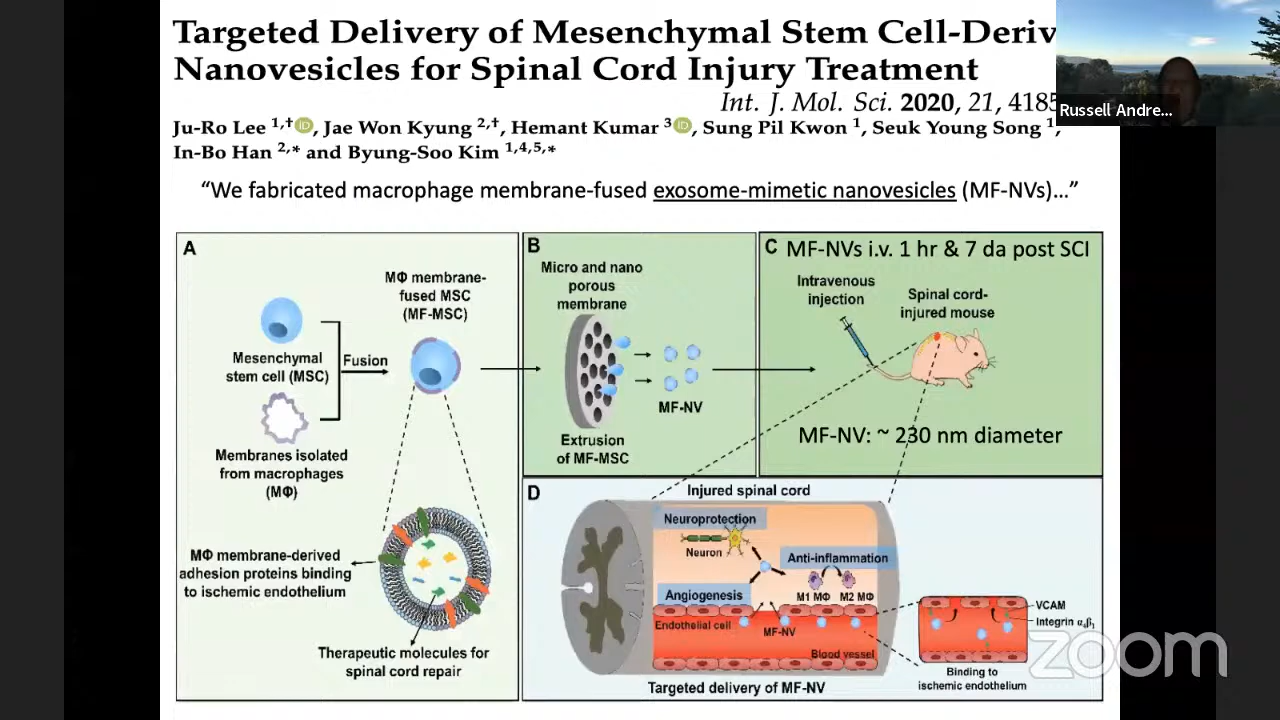 Targeted Delivery of Mesenchymal Stem Cell-Deriv
Nanovesicles for Spinal Cord Injury Treatment
Int. J. Mol. Sci. 2020, 21, 4185
Russell Andre...
Ju-Ro Lee 1,†, Jae Won Kyung 2,†, Hemant Kumar 3, Sung Pil Kwon 1, Seuk Young Song 1,
In-Bo Han 2,* and Byung-Soo Kim 1,4,5,*
“We fabricated macrophage membrane-fused exosome-mimetic nanovesicles (MF-NVs)…”
A
MΦ membrane-
fused MSC
(MF-MSC)
Mesenchymal
stem cell (MSC)
Fusion
Membranes isolated
from macrophages
(MΦ)
MΦ membrane-derived
adhesion proteins binding
to ischemic endothelium
Therapeutic molecules for
spinal cord repair
B
Micro and nano
porous
membrane
MF-NV
Extrusion
of MF-MSC
C
MF-NVs i.v. 1 hr & 7 da post SCI
Intravenous
injection
Spinal cord-
injured mouse
MF-NV: ~ 230 nm diameter
D
Injured spinal cord
Neuroprotection
Neuron
Anti-inflammation
M1 MΦ
M2 MΦ
Angiogenesis
Endothelial cell
MF-NV
Blood vessel
Targeted delivery of MF-NV
VCAM
Integrin α4β1
Binding to
ischemic endothelium
zoom